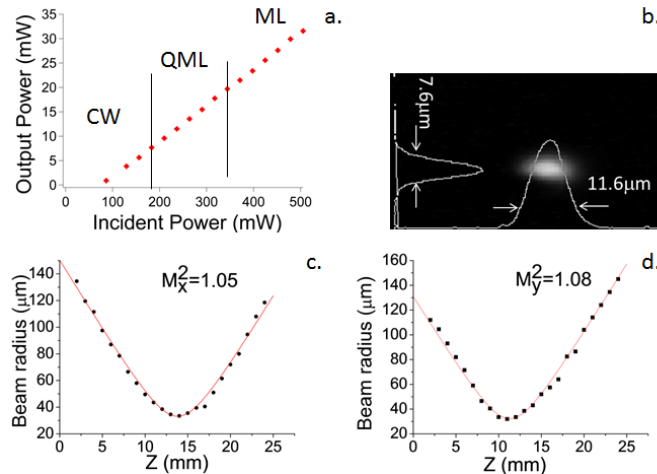 a.
35
30
25
20
15
10
5
0
Output Power (mW)
CW
QML
ML
0 100 200 300 400 500
Incident Power (mW)
b.
7.6μm
11.6μm
c.
M²x=1.05
140
120
100
80
60
40
20
Beam radius (μm)
0 5 10 15 20 25
Z (mm)
d.
M²y=1.08
160
140
120
100
80
60
40
20
Beam radius (μm)
0 5 10 15 20 25
Z (mm)